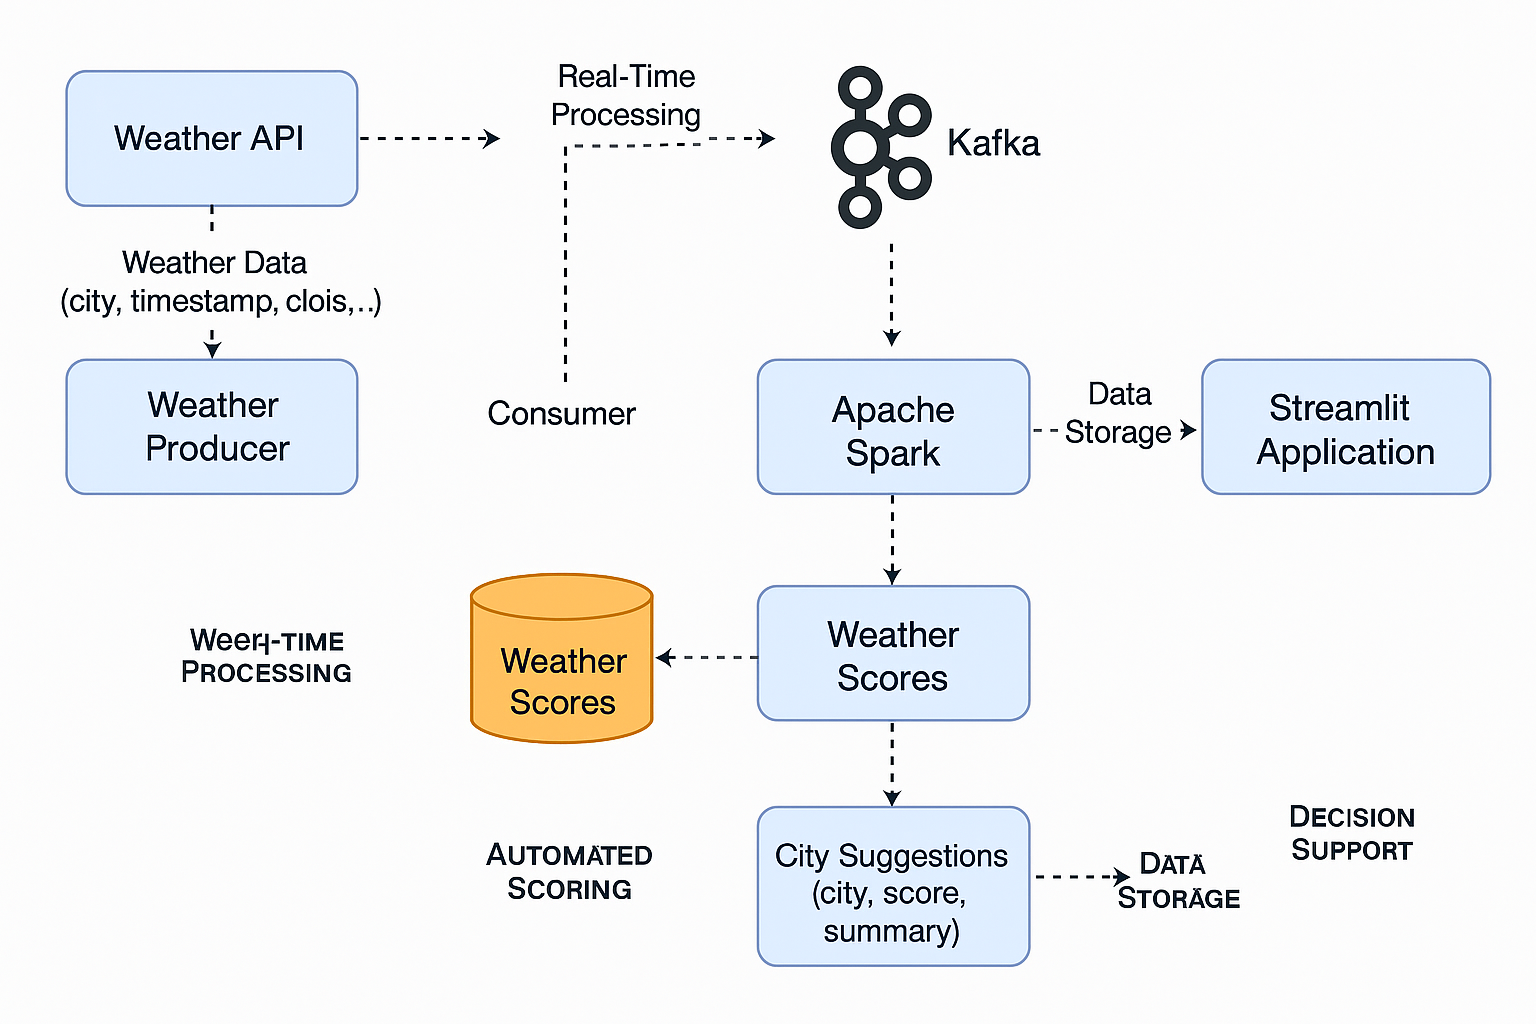 Weather API
Real-Time
Processing
Kafka
Weather Data
(city, timestamp, clois,..)
Weather
Producer
Consumer
Apache
Spark
Data
Storage
Streamlit
Application
Weather
Scores
Weather
Scores
-TIME
PROCESSING
City Suggestions
(city, score,
summary)
AUTOMATED
SCORING
DATA
STORAGE
DECISION
SUPPORT